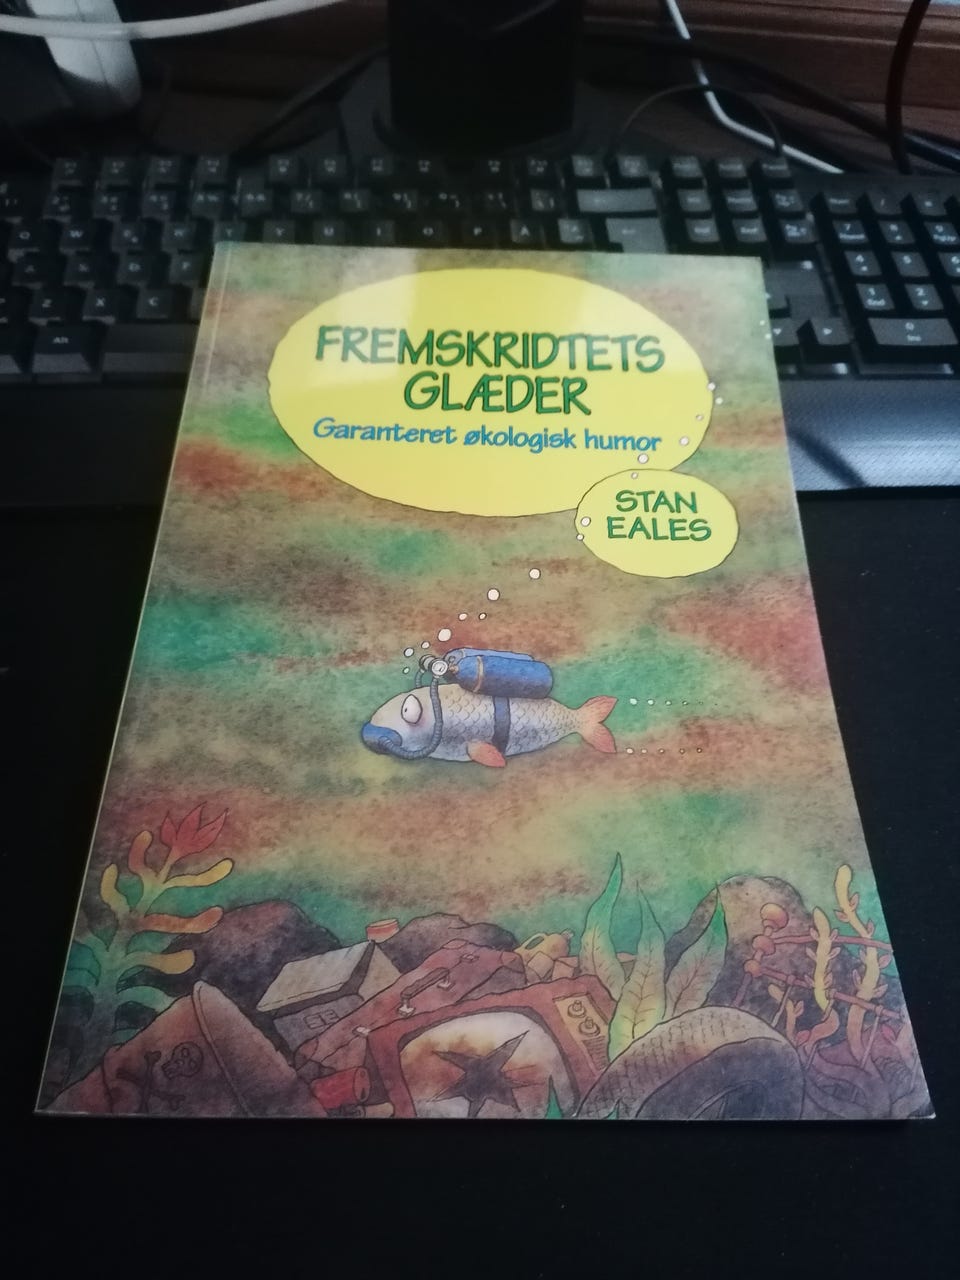 FREMSKRIDTETS
GLÆDER
Garanteret økologisk humor
STAN
EALES